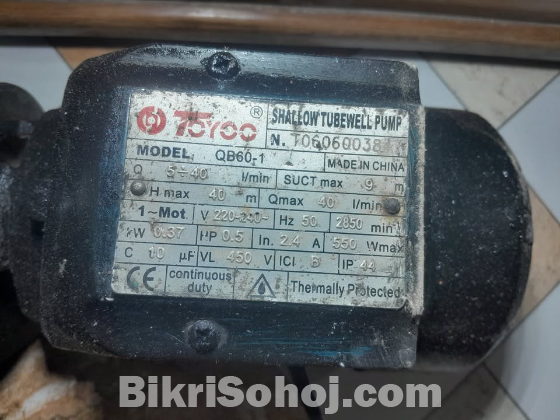 TOYOO ® SHALLOW TUBEWELL PUMP
N. T06060038
MODEL: QB60-1 MADE IN CHINA
Q 5÷40 l/min SUCT max 9 m
H max 40 m Qmax 40 l/min
1~Mot. V 220-240~ Hz 50 2850 min
kW 0.37 HP 0.5 In. 2.4 A 550 Wmax
C 10 μF VL 450 V ICl B IP 44
CE continuous duty Thermally Protected
BikriSohoj.com